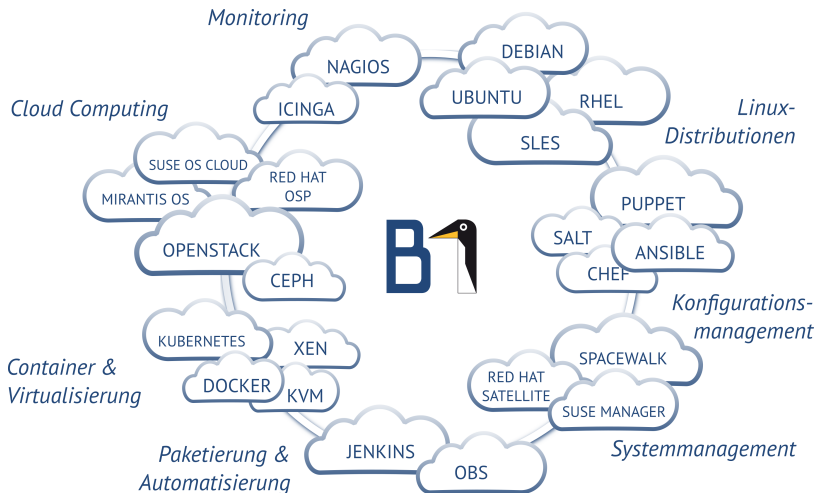 Monitoring
NAGIOS
ICINGA
DEBIAN
UBUNTU
RHEL
SLES
Linux-
Distributionen
Cloud Computing
SUSE OS CLOUD
MIRANTIS OS
RED HAT
OSP
OPENSTACK
CEPH
B1
PUPPET
SALT
ANSIBLE
CHEF
Konfigurations-
management
KUBERNETES
XEN
DOCKER
KVM
Container &
Virtualisierung
SPACEWALK
RED HAT
SATELLITE
SUSE MANAGER
Systemmanagement
JENKINS
OBS
Paketierung &
Automatisierung